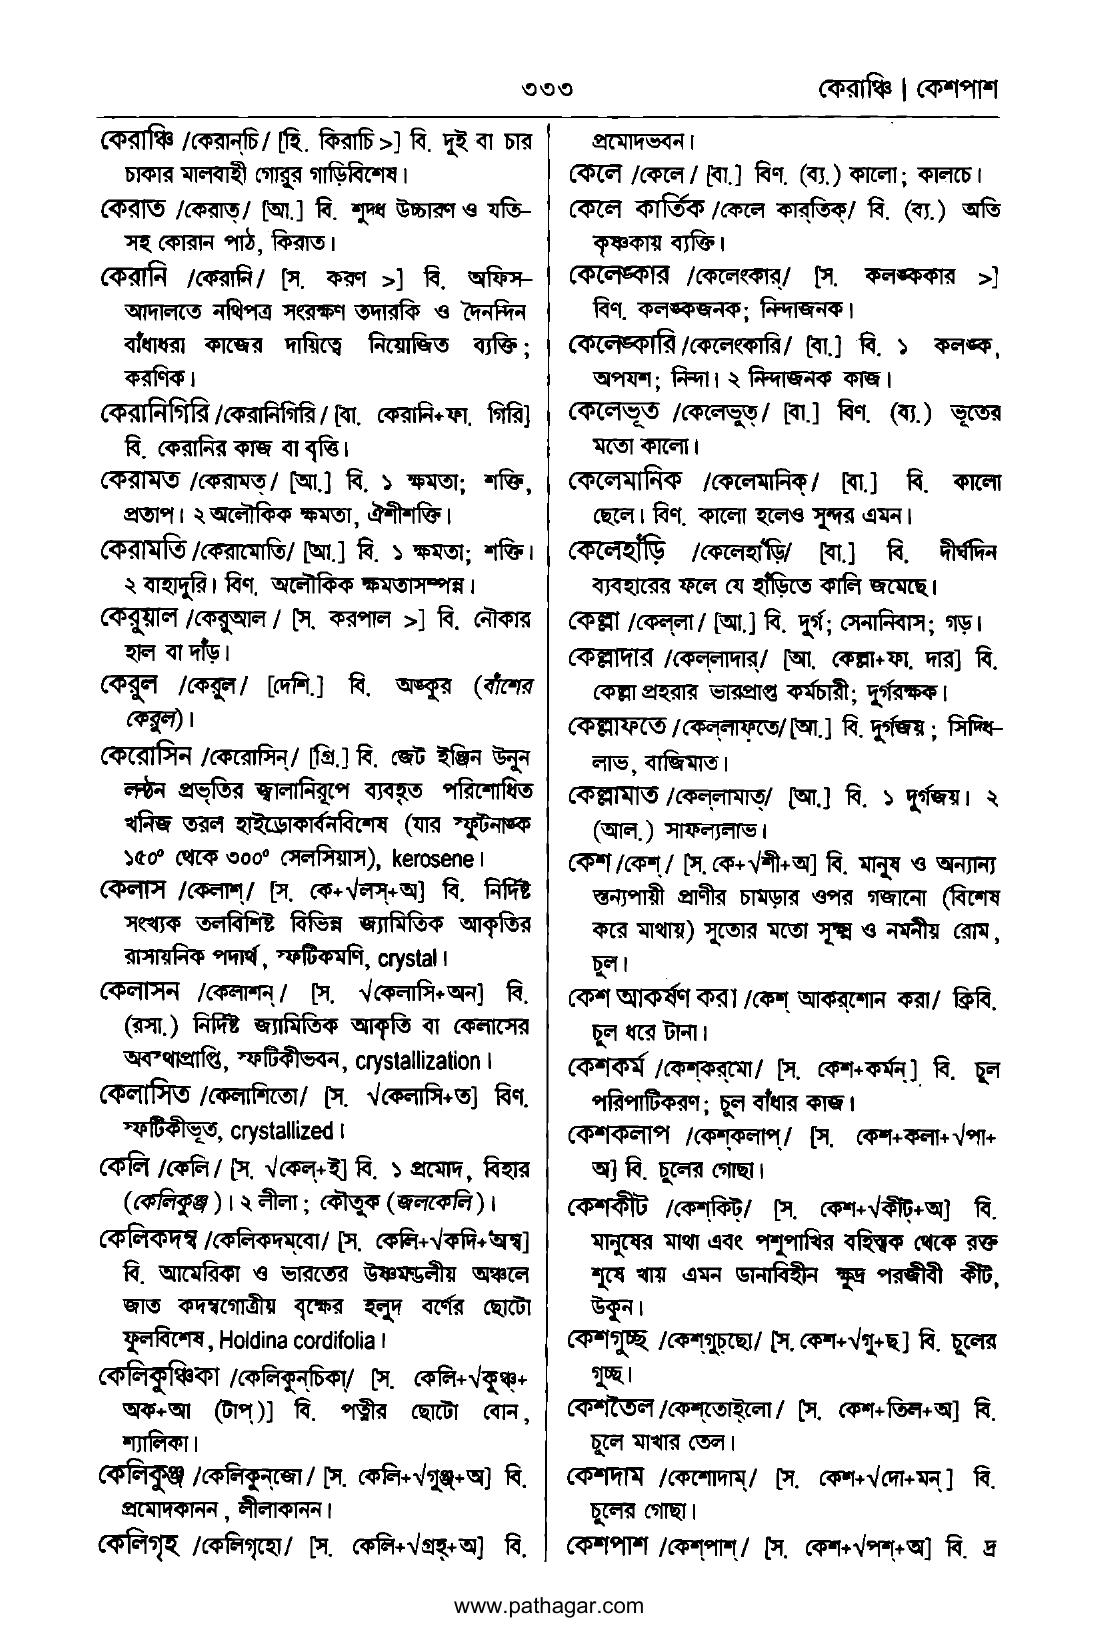 ৩৩৩
কেরাঞ্চি | কেশপাশ
কেরাঞ্চি /কেরান্‌চি/ [হি. কিরাচি >] বি. দুই বা চার
চাকার মালবাহী গোরুর গাড়িবিশেষ।
কেরাত /কেরাত্‌/ [আ.] বি. শুদ্ধ উচ্চারণ ও যতি–
সহ কোরান পাঠ, কিরাত।
কেরানি /কেরানি/ [স. করণ >] বি. অফিস–
আদালতে নথিপত্র সংরক্ষণ তদারকি ও দৈনন্দিন
বাঁধাধরা কাজের দায়িত্বে নিয়োজিত ব্যক্তি;
করণিক।
কেরানিগিরি /কেরানিগিরি/ [বা. কেরানি+ফা. গিরি]
বি. কেরানির কাজ বা বৃত্তি।
কেরামত /কেরামত্‌/ [আ.] বি. ১ ক্ষমতা; শক্তি,
প্রতাপ। ২ অলৌকিক ক্ষমতা, ঐশীশক্তি।
কেরামতি /কেরামোতি/ [আ.] বি. ১ ক্ষমতা; শক্তি।
২ বাহাদুরি। বিণ. অলৌকিক ক্ষমতাসম্পন্ন।
কেরুয়াল /কেরুআল/ [স. করপাল >] বি. নৌকার
হাল বা দাঁড়।
কেরুল /কেরুল/ [দেশি.] বি. অঙ্কুর (বাঁশের
কেরুল)।
কেরোসিন /কেরোসিন্‌/ [গ্রি.] বি. জেট ইঞ্জিন উনুন
লণ্ঠন প্রভৃতির জ্বালানিরূপে ব্যবহৃত পরিশোধিত
খনিজ তরল হাইড্রোকার্বনবিশেষ (যার স্ফুটনাঙ্ক
১৫০° থেকে ৩০০° সেলসিয়াস), kerosene।
কেলাস /কেলাশ্‌/ [স. কে+√লস্‌+অ] বি. নির্দিষ্ট
সংখ্যক তলবিশিষ্ট বিভিন্ন জ্যামিতিক আকৃতির
রাসায়নিক পদার্থ, স্ফটিকমণি, crystal।
কেলাসন /কেলাশন্‌/ [স. √কেলাসি+অন] বি.
(রসা.) নির্দিষ্ট জ্যামিতিক আকৃতি বা কেলাসের
অবস্থাপ্রাপ্তি, স্ফটিকীভবন, crystallization।
কেলাসিত /কেলাশিতো/ [স. √কেলাসি+ত] বিণ.
স্ফটিকীভূত, crystallized।
কেলি /কেলি/ [স. √কেল্‌+ই] বি. ১ প্রমোদ, বিহার
(কেলিকুঞ্জ)। ২ লীলা; কৌতুক (জলকেলি)।
কেলিকদম্ব /কেলিকদম্‌বো/ [স. কেলি+√কদি+অম্ব]
বি. আমেরিকা ও ভারতের উষ্ণমণ্ডলীয় অঞ্চলে
জাত কদম্বগোত্রীয় বৃক্ষের হলুদ বর্ণের ছোটো
ফুলবিশেষ, Holdina cordifolia।
কেলিকুঞ্চিকা /কেলিকুন্‌চিকা/ [স. কেলি+√কুঞ্চ্‌+
অক+আ (টাপ্‌)] বি. পত্নীর ছোটো বোন,
শ্যালিকা।
কেলিকুঞ্জ /কেলিকুন্‌জো/ [স. কেলি+√গুঞ্জ্‌+অ] বি.
প্রমোদকানন, লীলাকানন।
কেলিগৃহ /কেলিগৃহো/ [স. কেলি+√গ্রহ্‌+অ] বি.
প্রমোদভবন।
কেলে /কেলে/ [বা.] বিণ. (ব্য.) কালো; কালচে।
কেলে কার্তিক /কেলে কার্‌তিক্‌/ বি. (ব্য.) অতি
কৃষ্ণকায় ব্যক্তি।
কেলেঙ্কার /কেলেংকার্‌/ [স. কলঙ্ককার >]
বিণ. কলঙ্কজনক; নিন্দাজনক।
কেলেঙ্কারি /কেলেংকারি/ [বা.] বি. ১ কলঙ্ক,
অপযশ; নিন্দা। ২ নিন্দাজনক কাজ।
কেলেভূত /কেলেভুত্‌/ [বা.] বিণ. (ব্য.) ভূতের
মতো কালো।
কেলেমানিক /কেলেমানিক্‌/ [বা.] বি. কালো
ছেলে। বিণ. কালো হলেও সুন্দর এমন।
কেলেহাঁড়ি /কেলেহাঁড়ি/ [বা.] বি. দীর্ঘদিন
ব্যবহারের ফলে যে হাঁড়িতে কালি জমেছে।
কেল্লা /কেল্‌লা/ [আ.] বি. দুর্গ; সেনানিবাস; গড়।
কেল্লাদার /কেল্‌লাদার্‌/ [আ. কেল্লা+ফা. দার] বি.
কেল্লা প্রহরার ভারপ্রাপ্ত কর্মচারী; দুর্গরক্ষক।
কেল্লাফতে /কেল্‌লাফ্‌তে/ [আ.] বি. দুর্গজয়; সিদ্ধি–
লাভ, বাজিমাত।
কেল্লামাত /কেল্‌লামাত্‌/ [আ.] বি. ১ দুর্গজয়। ২
(আল.) সাফল্যলাভ।
কেশ /কেশ্‌/ [স. কে+√শী+অ] বি. মানুষ ও অন্যান্য
স্তন্যপায়ী প্রাণীর চামড়ার ওপর গজানো (বিশেষ
করে মাথায়) সুতোর মতো সূক্ষ্ম ও নমনীয় রোম,
চুল।
কেশ আকর্ষণ করা /কেশ্‌ আকর্‌শোন করা/ ক্রিবি.
চুল ধরে টানা।
কেশকর্ম /কেশ্‌কর্‌মো/ [স. কেশ+কর্মন্‌] বি. চুল
পরিপাটিকরণ; চুল বাঁধার কাজ।
কেশকলাপ /কেশ্‌কলাপ্‌/ [স. কেশ+কলা+√পা+
অ] বি. চুলের গোছা।
কেশকীট /কেশ্‌কিট্‌/ [স. কেশ+√কীট্‌+অ] বি.
মানুষের মাথা এবং পশুপাখির বহিত্বক থেকে রক্ত
শুষে খায় এমন ডানাবিহীন ক্ষুদ্র পরজীবী কীট,
উকুন।
কেশগুচ্ছ /কেশ্‌গুচ্‌ছো/ [স. কেশ+√গু+ছ] বি. চুলের
গুচ্ছ।
কেশতৈল /কেশ্‌তোইলো/ [স. কেশ+তিল+অ] বি.
চুলে মাখার তেল।
কেশদাম /কেশোদাম্‌/ [স. কেশ+√দো+মন্‌] বি.
চুলের গোছা।
কেশপাশ /কেশ্‌পাশ্‌/ [স. কেশ+√পশ্‌+অ] বি. দ্র
www.pathagar.com